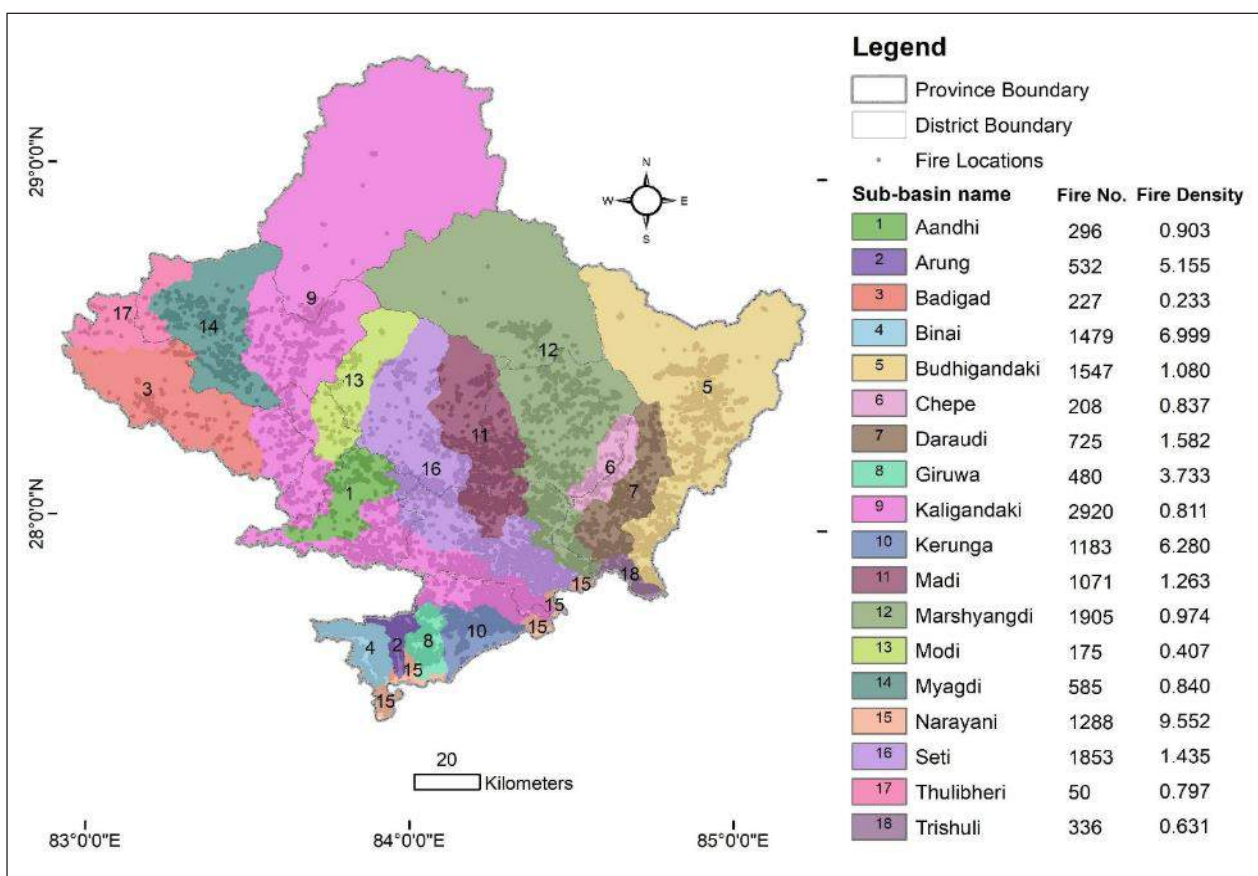 Legend
Province Boundary
District Boundary
Fire Locations
Sub-basin name Fire No. Fire Density
1 Aandhi 296 0.903
2 Arung 532 5.155
3 Badigad 227 0.233
4 Binai 1479 6.999
5 Budhigandaki 1547 1.080
6 Chepe 208 0.837
7 Daraudi 725 1.582
8 Giruwa 480 3.733
9 Kaligandaki 2920 0.811
10 Kerunga 1183 6.280
11 Madi 1071 1.263
12 Marshyangdi 1905 0.974
13 Modi 175 0.407
14 Myagdi 585 0.840
15 Narayani 1288 9.552
16 Seti 1853 1.435
17 Thulibheri 50 0.797
18 Trishuli 336 0.631
N
W E
S
29°0'0"N
28°0'0"N
9
17
14
12
13
5
3
11
16
6
1
7
18
15
15
15
10
8
2
4
15
15
20
Kilometers
83°0'0"E 84°0'0"E 85°0'0"E